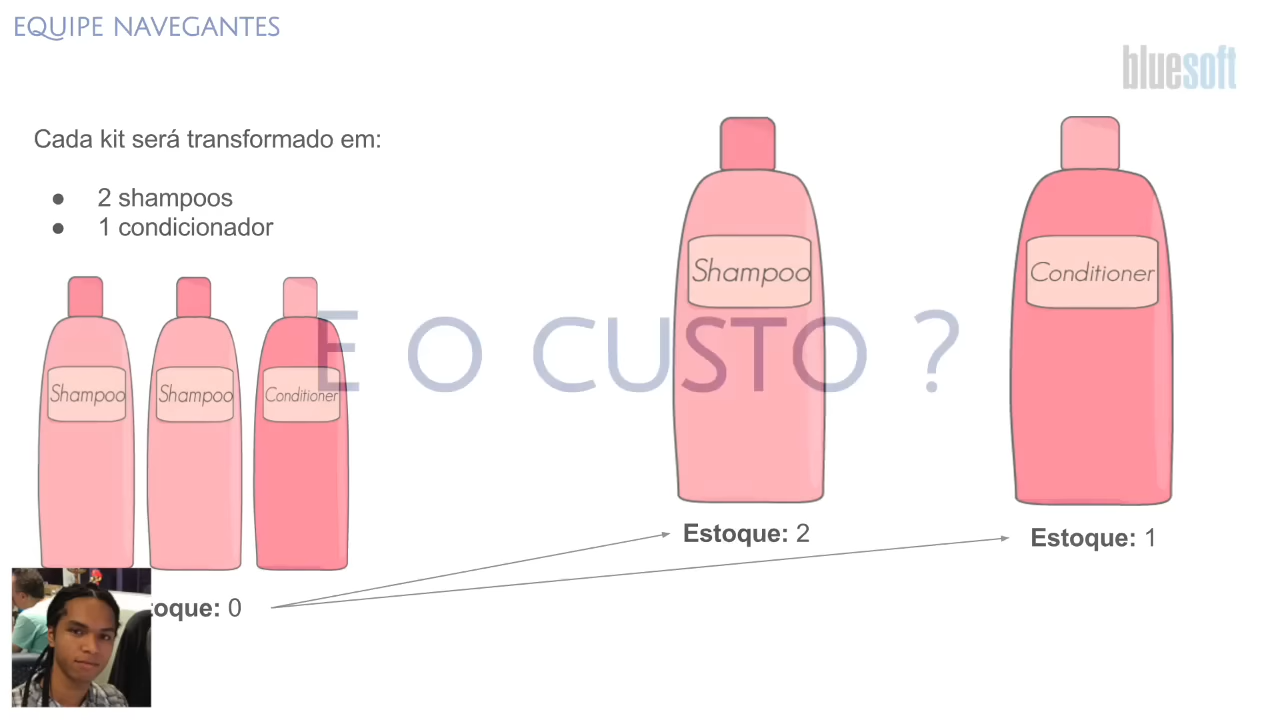 EQUIPE NAVEGANTES
bluesoft
Cada kit será transformado em:
● 2 shampoos
● 1 condicionador
Shampoo
Conditioner
E O CUSTO ?
Shampoo
Shampoo
Conditioner
Estoque: 2
Estoque: 1
toque: 0